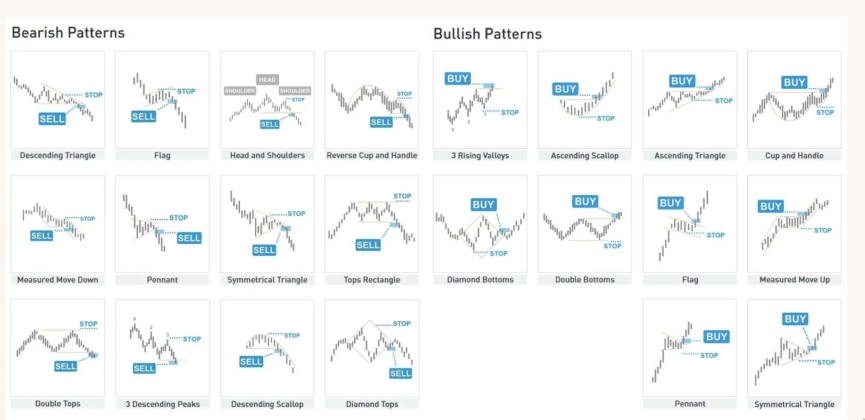 Bearish Patterns
Bullish Patterns
STOP
SELL
Descending Triangle
STOP
SELL
Flag
HEAD
SHOULDER
SHOULDER
STOP
SELL
Head and Shoulders
STOP
SELL
Reverse Cup and Handle
BUY
STOP
1
2
3
3 Rising Valleys
BUY
STOP
Ascending Scallop
BUY
STOP
Ascending Triangle
BUY
STOP
Cup and Handle
STOP
SELL
Measured Move Down
STOP
SELL
Pennant
STOP
SELL
Symmetrical Triangle
STOP
SELL
Tops Rectangle
BUY
STOP
Diamond Bottoms
BUY
STOP
Double Bottoms
BUY
STOP
Flag
BUY
STOP
Measured Move Up
STOP
SELL
Double Tops
1
2
3
STOP
SELL
3 Descending Peaks
STOP
SELL
Descending Scallop
STOP
SELL
Diamond Tops
BUY
STOP
Pennant
BUY
STOP
Symmetrical Triangle